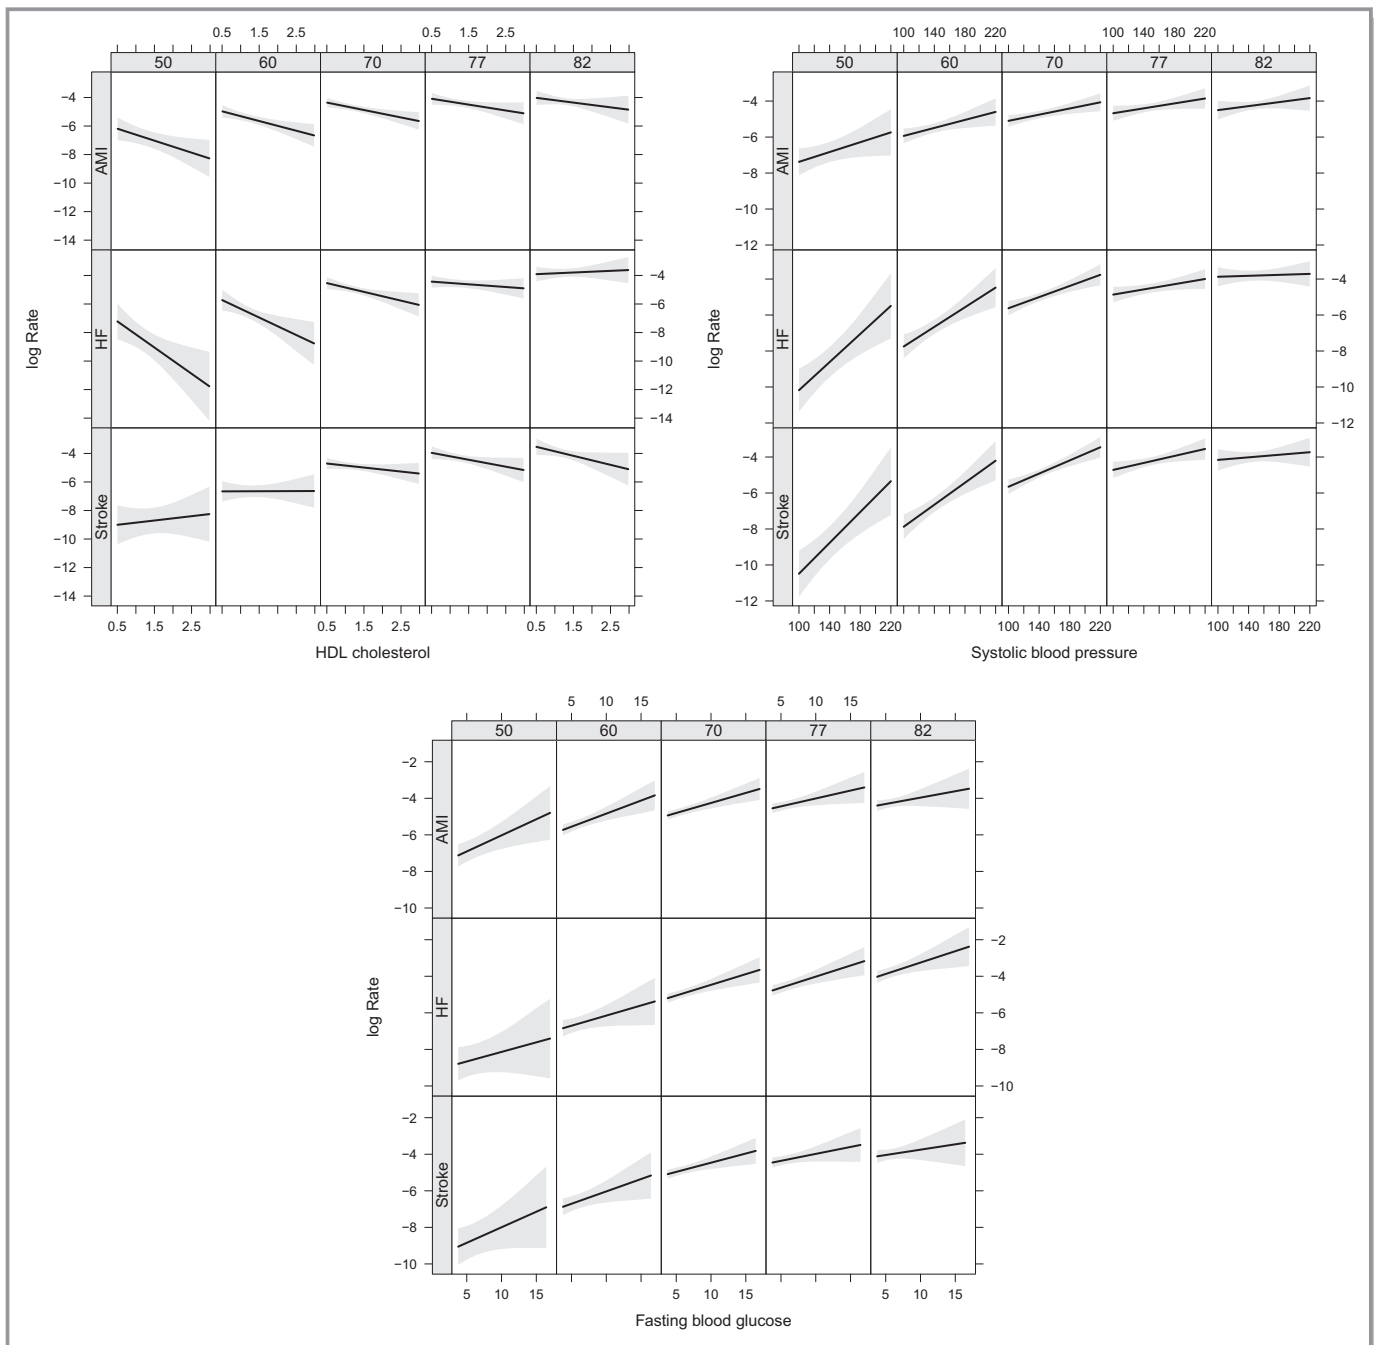 0.5 1.5 2.5 0.5 1.5 2.5
50 60 70 77 82
−4
−6
−8
−10
−12
−14
AMI
−4
−6
−8
−10
−12
−14
HF
log Rate
−4
−6
−8
−10
−12
−14
Stroke
0.5 1.5 2.5 0.5 1.5 2.5 0.5 1.5 2.5
HDL cholesterol
100 140 180 220 100 140 180 220
50 60 70 77 82
−4
−6
−8
−10
−12
AMI
−4
−6
−8
−10
−12
HF
log Rate
−4
−6
−8
−10
−12
Stroke
100 140 180 220 100 140 180 220 100 140 180 220
Systolic blood pressure
5 10 15 5 10 15
50 60 70 77 82
−2
−4
−6
−8
−10
AMI
−2
−4
−6
−8
−10
HF
log Rate
−2
−4
−6
−8
−10
Stroke
5 10 15 5 10 15 5 15
Fasting blood glucose